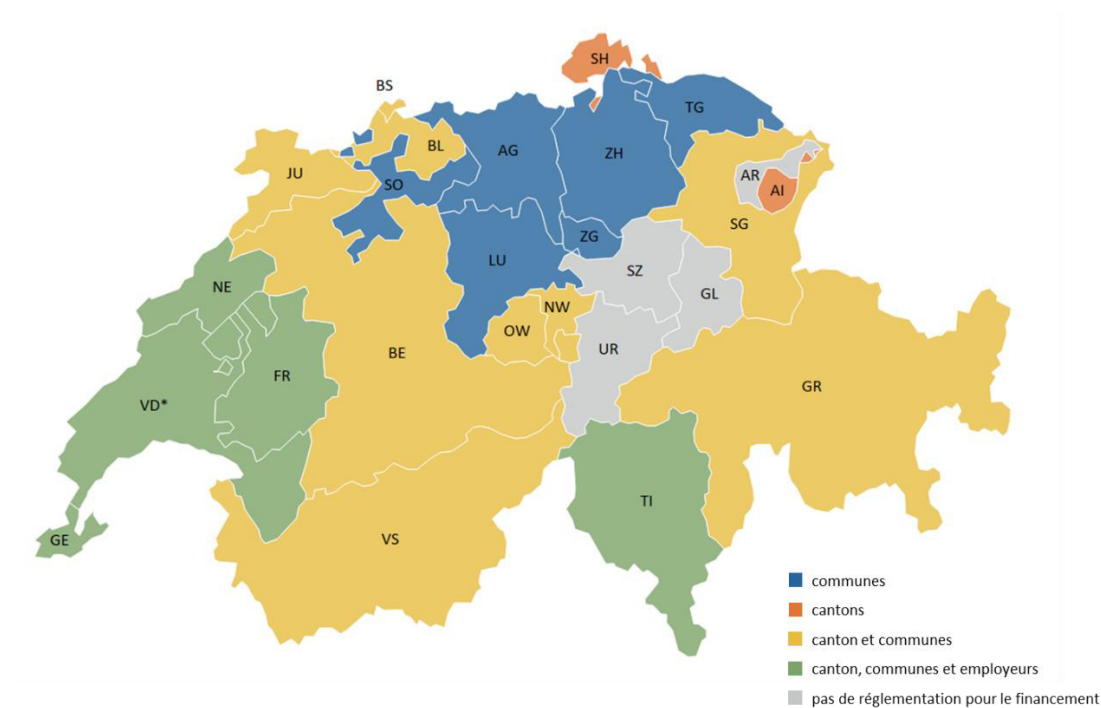 SH
BS
TG
BL
AG
ZH
JU
AR
AI
SO
SG
ZG
LU
SZ
NE
GL
NW
OW
UR
BE
FR
GR
VD*
TI
GE
VS
communes
cantons
canton et communes
canton, communes et employeurs
pas de réglementation pour le financement